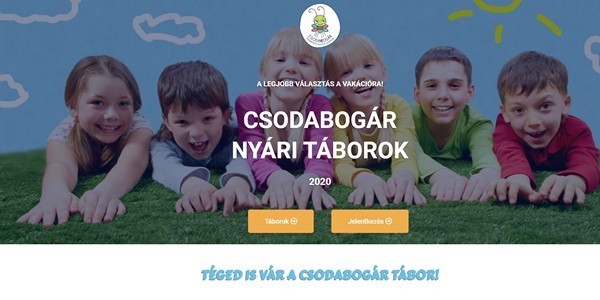 CSODABOGÁR
A LEGJOBB VÁLASZTÁS A VAKÁCIÓRA!
CSODABOGÁR
NYÁRI TÁBOROK
2020
Táborok
Jelentkezés
TÉGED IS VÁR A CSODABOGÁR TÁBOR!